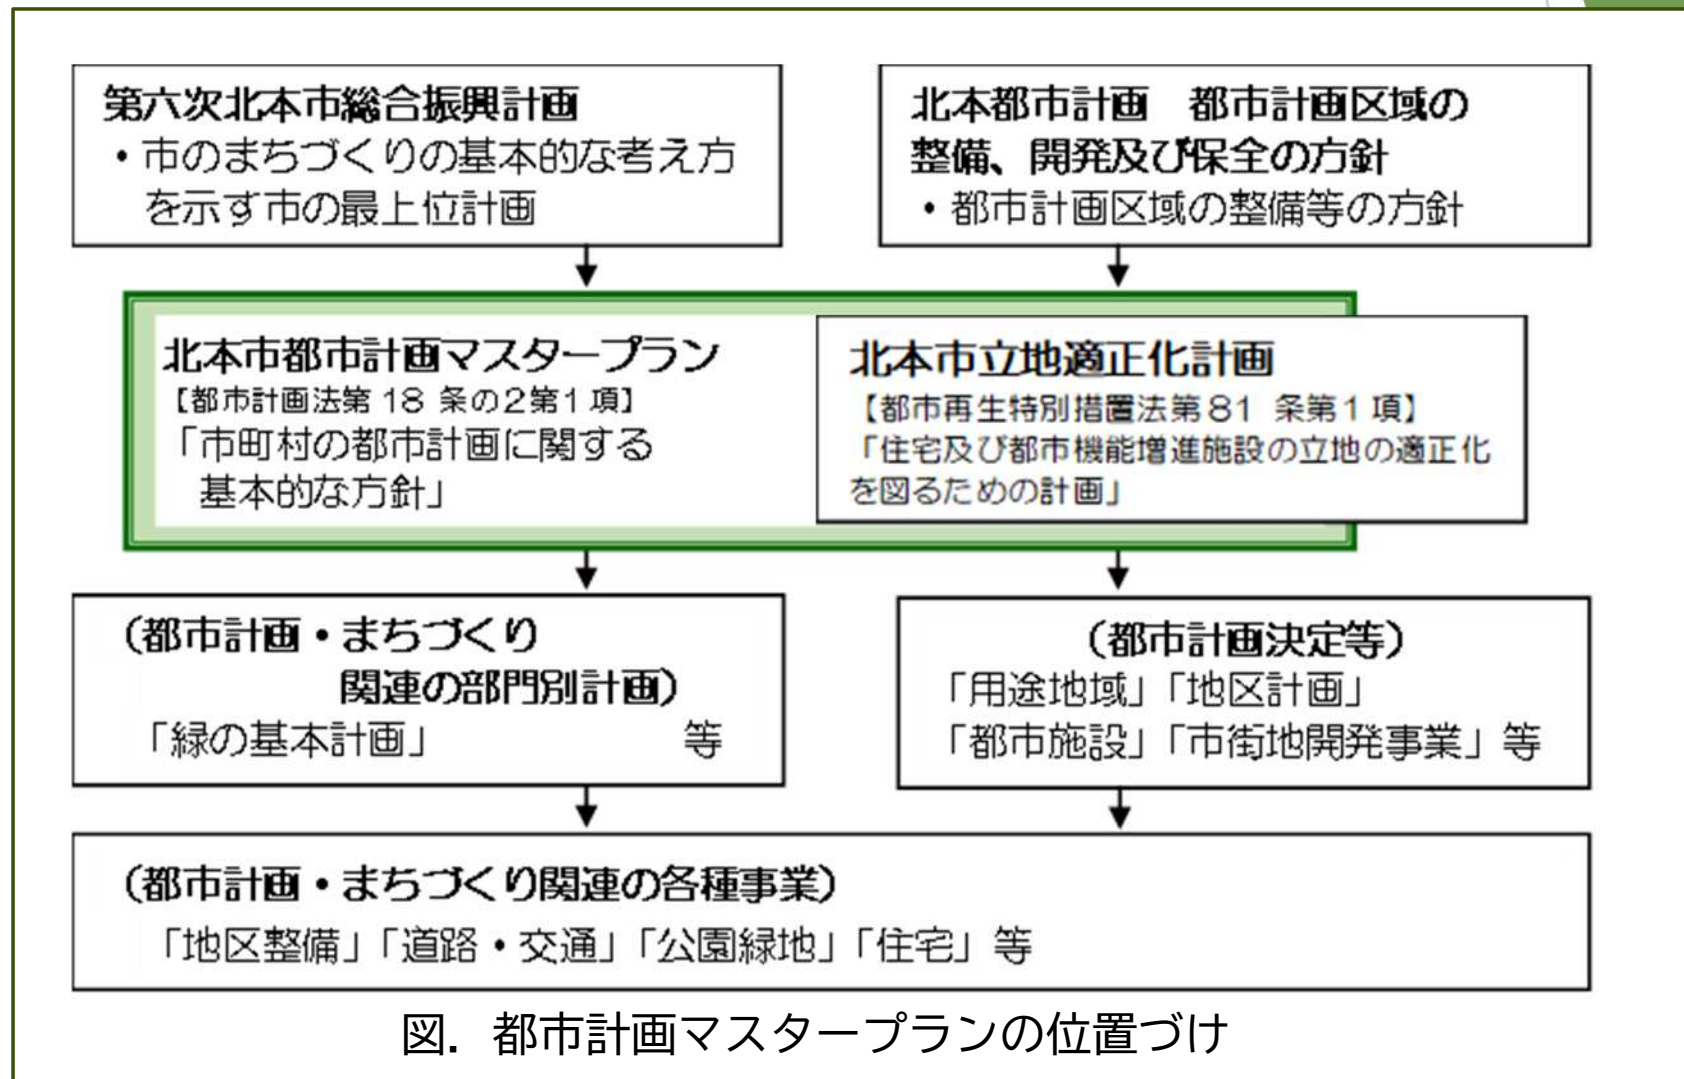 第六次北本市総合振興計画
・市のまちづくりの基本的な考え方
を示す市の最上位計画
北本都市計画　都市計画区域の
整備、開発及び保全の方針
・都市計画区域の整備等の方針
北本市都市計画マスタープラン
【都市計画法第 18 条の2第1 項】
「市町村の都市計画に関する
基本的な方針」
北本市立地適正化計画
【都市再生特別措置法第 81 条第 1 項】
「住宅及び都市機能増進施設の立地の適正化
を図るための計画」
（都市計画・まちづくり
関連の部門別計画）
「緑の基本計画」　　　　　　　等
（都市計画決定等）
「用途地域」「地区計画」
「都市施設」「市街地開発事業」等
（都市計画・まちづくり関連の各種事業）
「地区整備」「道路・交通」「公園緑地」「住宅」等
図．都市計画マスタープランの位置づけ